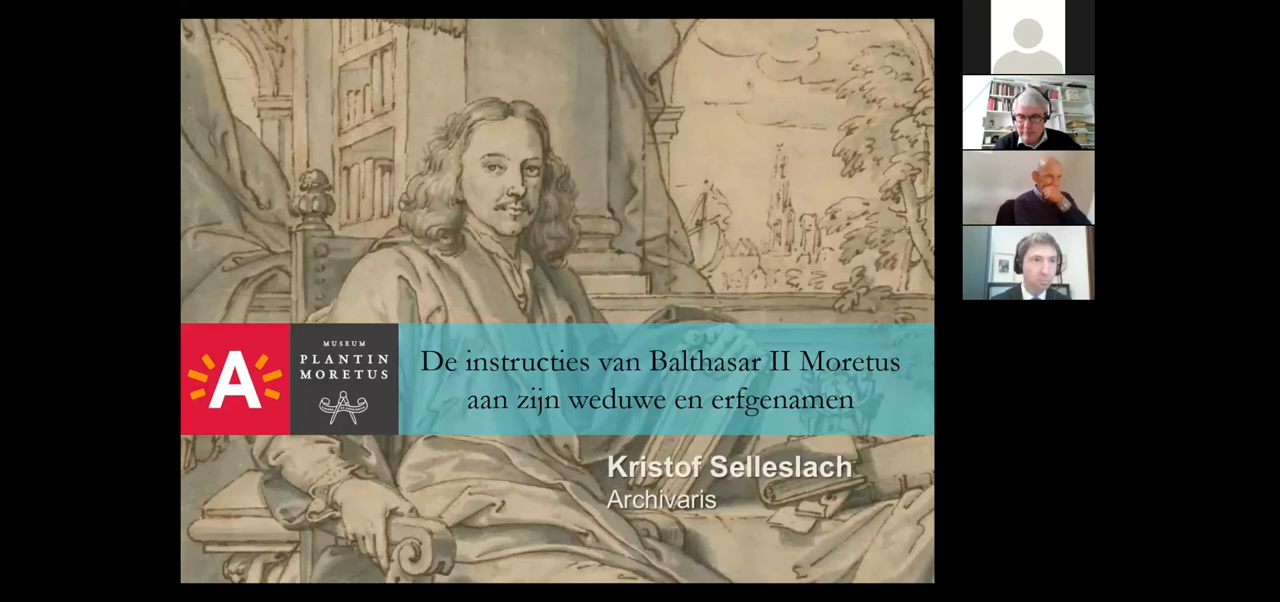 A
MUSEUM
PLANTIN
MORETUS
De instructies van Balthasar II Moretus
aan zijn weduwe en erfgenamen
Kristof Selleslach
Archivaris